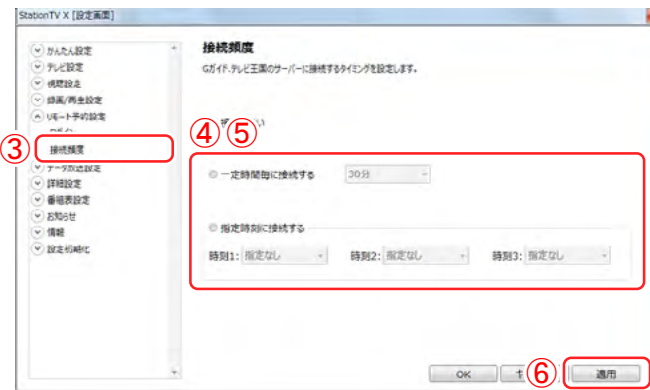 StationTV X [設定画面]
かんたん設定
テレビ設定
視聴設定
録画/再生設定
リモート予約設定
ログイン
③ 接続頻度
データ放送設定
詳細設定
番組表設定
お知らせ
情報
設定初期化
接続頻度
Gガイド.テレビ王国のサーバーに接続するタイミングを設定します。
④⑤
一定時間毎に接続する 30分
指定時刻に接続する
時刻1: 指定なし 時刻2: 指定なし 時刻3: 指定なし
OK ⑥ 適用